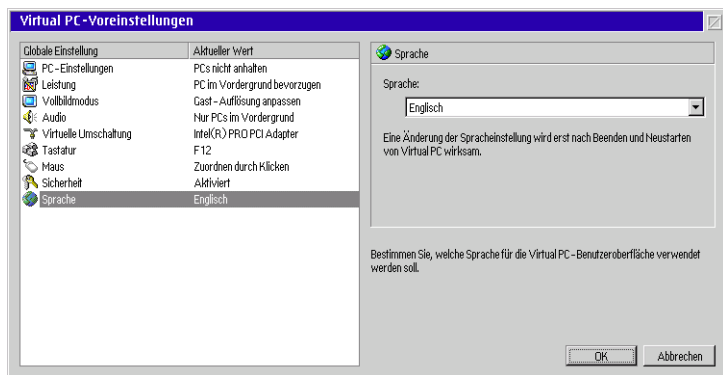 Virtual PC-Voreinstellungen
Globale Einstellung Aktueller Wert
PC-Einstellungen PCs nicht anhalten
Leistung PC im Vordergrund bevorzugen
Vollbildmodus Gast-Auflösung anpassen
Audio Nur PCs im Vordergrund
Virtuelle Umschaltung Intel(R) PRO PCI Adapter
Tastatur F12
Maus Zuordnen durch Klicken
Sicherheit Aktiviert
Sprache Englisch
Sprache
Sprache:
Englisch
Eine Änderung der Spracheinstellung wird erst nach Beenden und Neustarten
von Virtual PC wirksam.
Bestimmen Sie, welche Sprache für die Virtual PC-Benutzeroberfläche verwendet
werden soll.
OK Abbrechen